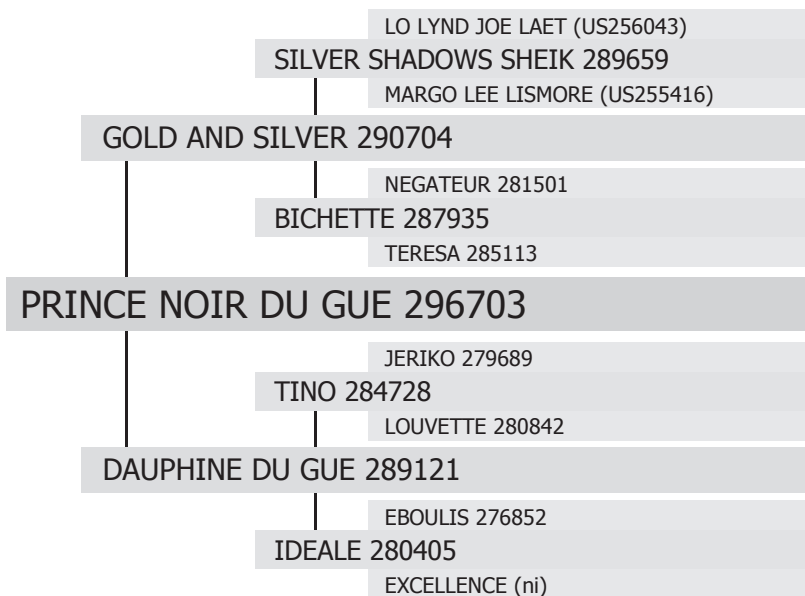 LO LYND JOE LAET (US256043)
SILVER SHADOWS SHEIK 289659
MARGO LEE LISMORE (US255416)
GOLD AND SILVER 290704
NEGATEUR 281501
BICHETTE 287935
TERESA 285113
PRINCE NOIR DU GUE 296703
JERIKO 279689
TINO 284728
LOUVETTE 280842
DAUPHINE DU GUE 289121
EBOULIS 276852
IDEALE 280405
EXCELLENCE (ni)